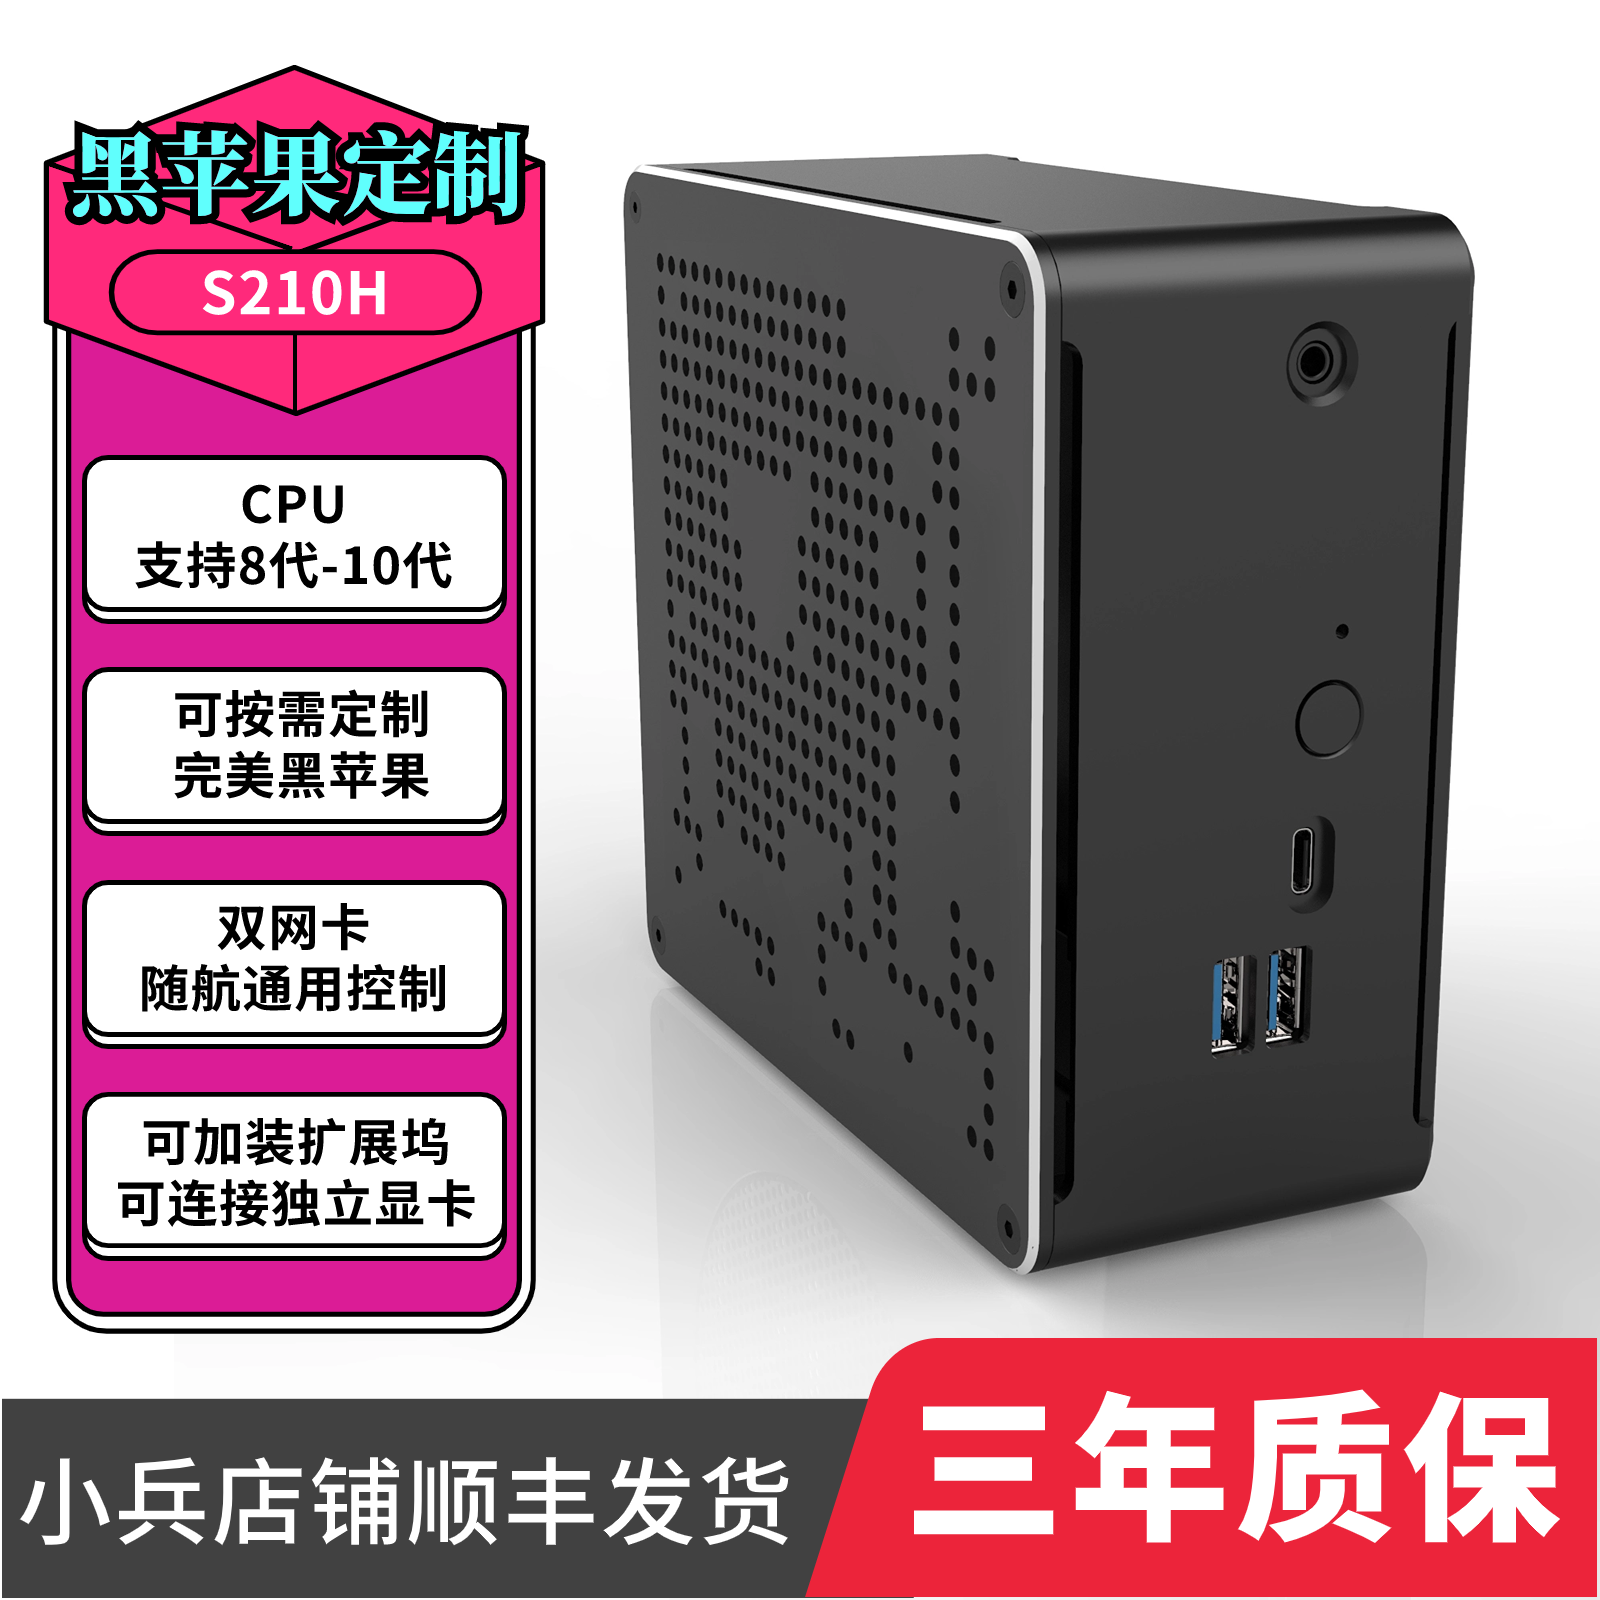 黑苹果定制
S210H
CPU
支持8代-10代
可按需定制
完美黑苹果
双网卡
随航通用控制
可加装扩展坞
可连接独立显卡
小兵店铺顺丰发货
三年质保